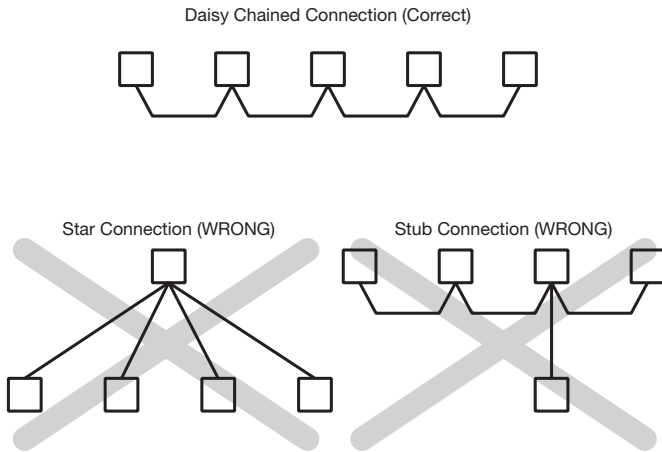 Daisy Chained Connection (Correct)
Star Connection (WRONG)
Stub Connection (WRONG)